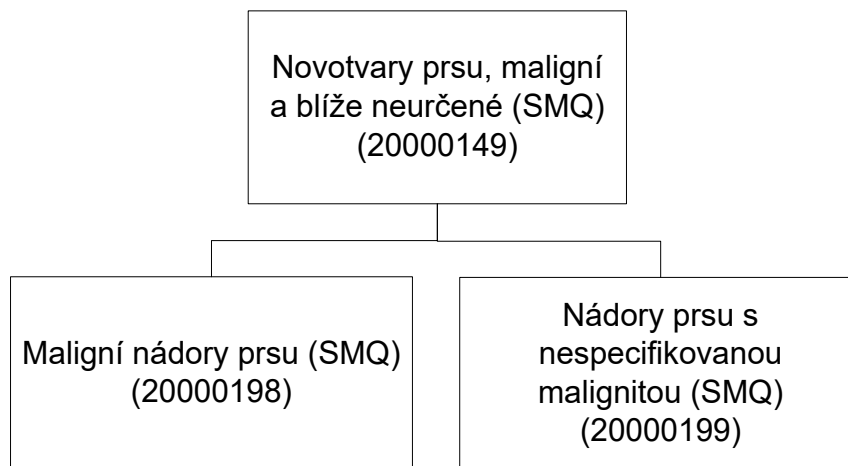 Novotvary prsu, maligní
a blíže neurčené (SMQ)
(20000149)
Maligní nádory prsu (SMQ)
(20000198)
Nádory prsu s
nespecifikovanou
malignitou (SMQ)
(20000199)